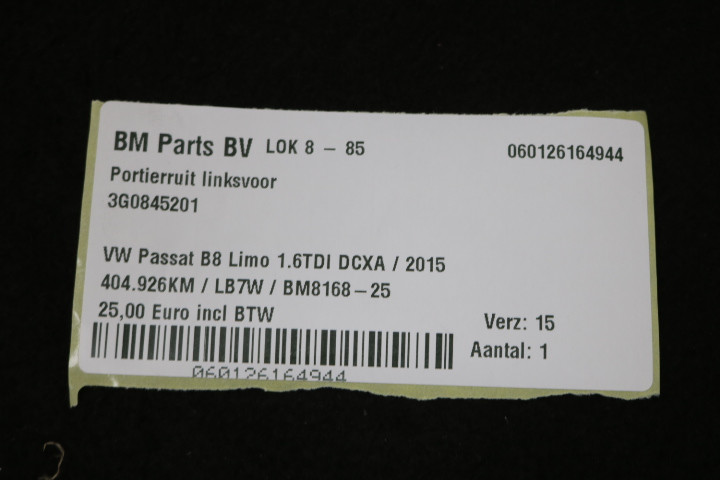 BM Parts BV LOK 8 – 85 060126164944
Portierruit linksvoor
3G0845201
VW Passat B8 Limo 1.6TDI DCXA / 2015
404.926KM / LB7W / BM8168–25
25,00 Euro incl BTW
Verz: 15
Aantal: 1
060126164944